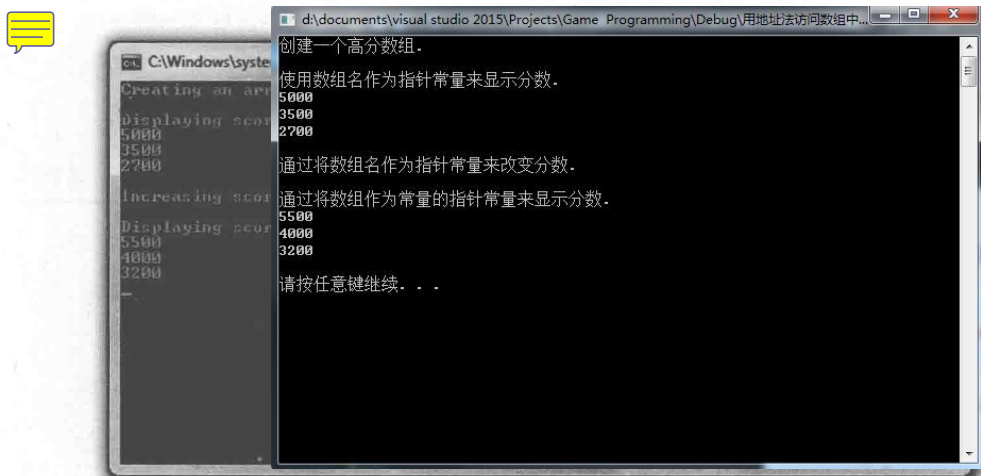 d:\documents\visual studio 2015\Projects\Game Programming\Debug\用地址法访问数组中...
创建一个高分数组.
使用数组名作为指针常量来显示分数.
5000
3500
2700
通过将数组名作为指针常量来改变分数.
通过将数组作为常量的指针常量来显示分数.
5500
4000
3200
请按任意键继续. . .
C:\Windows\syste
Creating an arr
Displaying scor
5000
3500
2700
Increasing scor
Displaying scor
5500
4000
3200